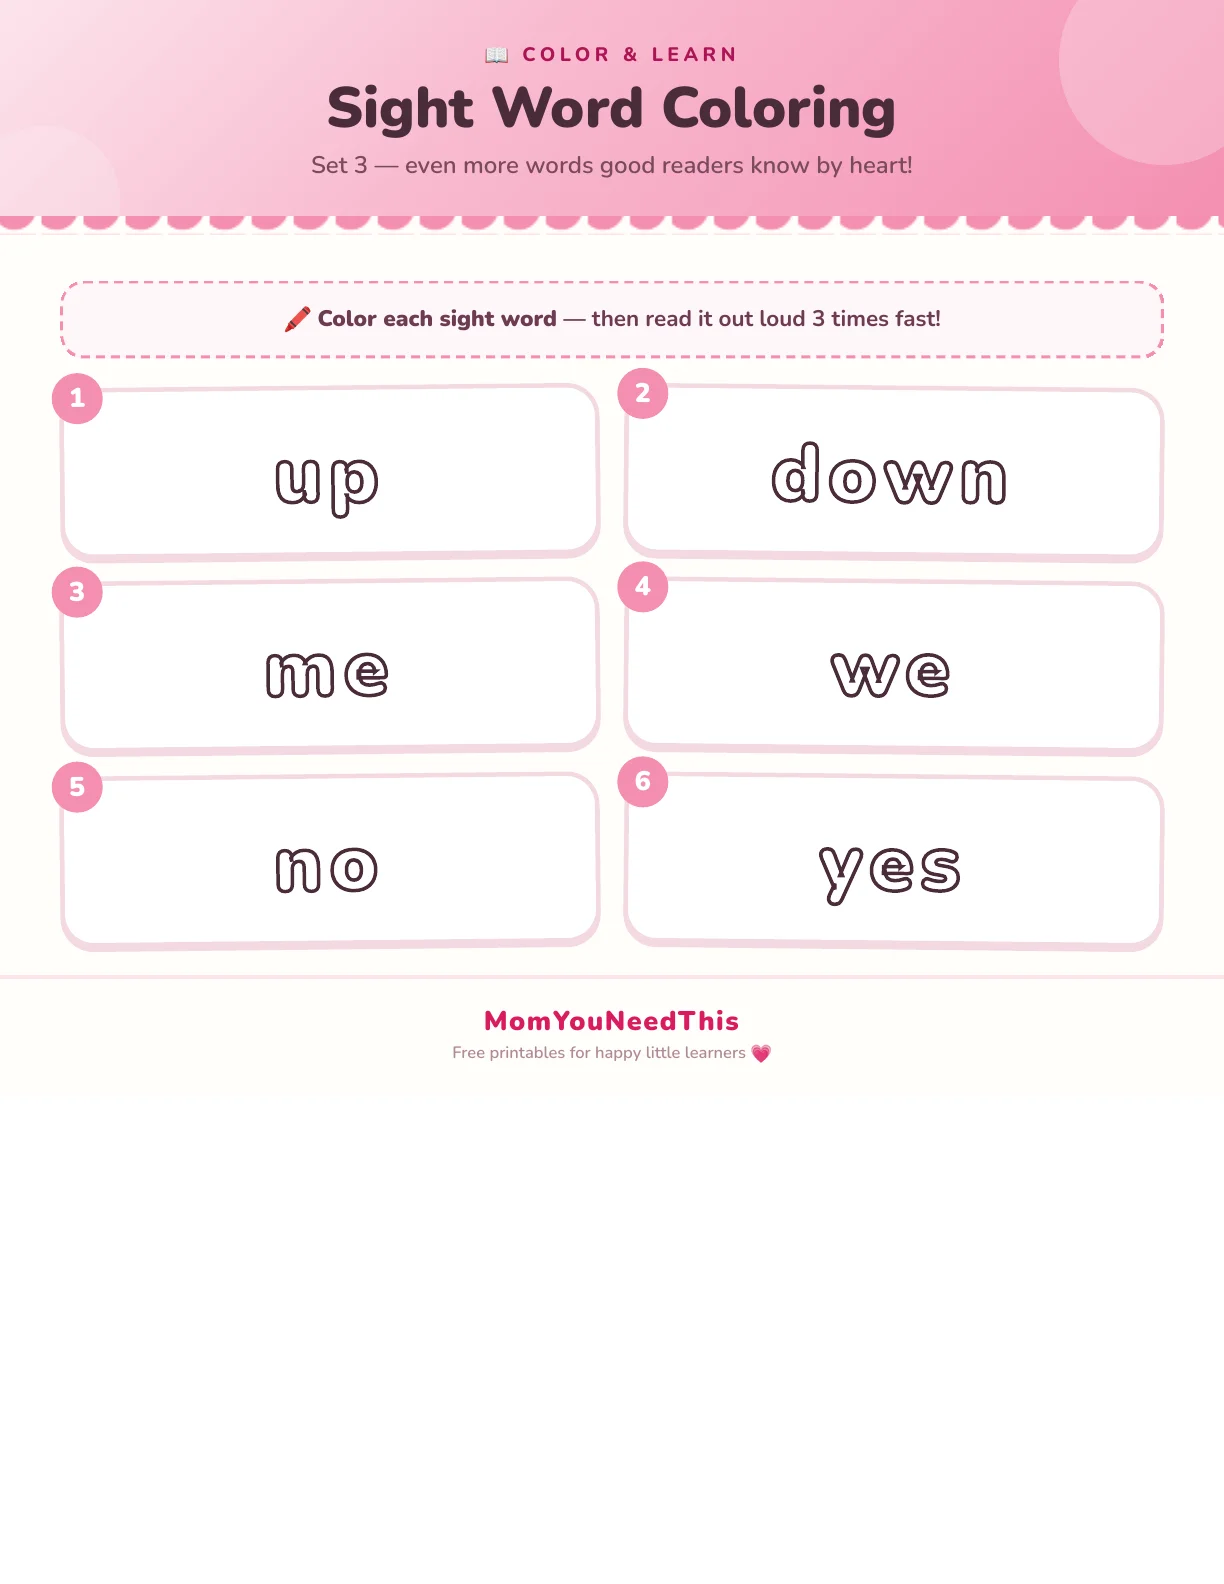 📖 COLOR & LEARN
Sight Word Coloring
Set 3 — even more words good readers know by heart!
🖍️ Color each sight word — then read it out loud 3 times fast!
1
up
2
down
3
me
4
we
5
no
6
yes
MomYouNeedThis
Free printables for happy little learners 💗